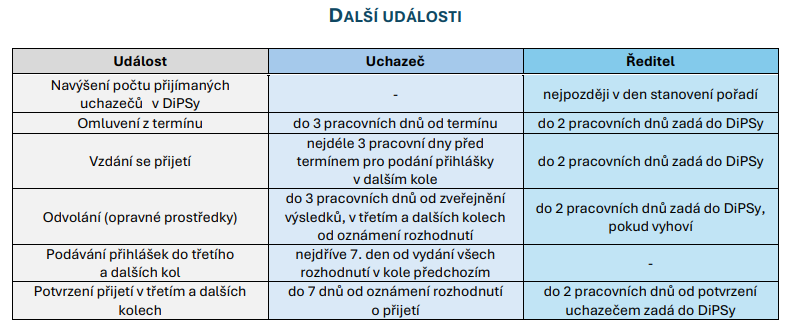 DALŠÍ UDÁLOSTI
Událost
Uchazeč
Ředitel
Navýšení počtu přijímaných
uchazečů v DiPSy
-
nejpozději v den stanovení pořadí
Omluvení z termínu
do 3 pracovních dnů od termínu
do 2 pracovních dnů zadá do DiPSy
Vzdání se přijetí
nejdéle 3 pracovní dny před
termínem pro podání přihlášky
v dalším kole
do 2 pracovních dnů zadá do DiPSy
Odvolání (opravné prostředky)
do 3 pracovních dnů od zveřejnění
výsledků, v třetím a dalších kolech
od oznámení rozhodnutí
do 2 pracovních dnů zadá do DiPSy,
pokud vyhoví
Podávání přihlášek do třetího
a dalších kol
nejdříve 7. den od vydání všech
rozhodnutí v kole předchozím
-
Potvrzení přijetí v třetím a dalších
kolech
do 7 dnů od oznámení rozhodnutí
o přijetí
do 2 pracovních dnů od potvrzení
uchazečem zadá do DiPSy